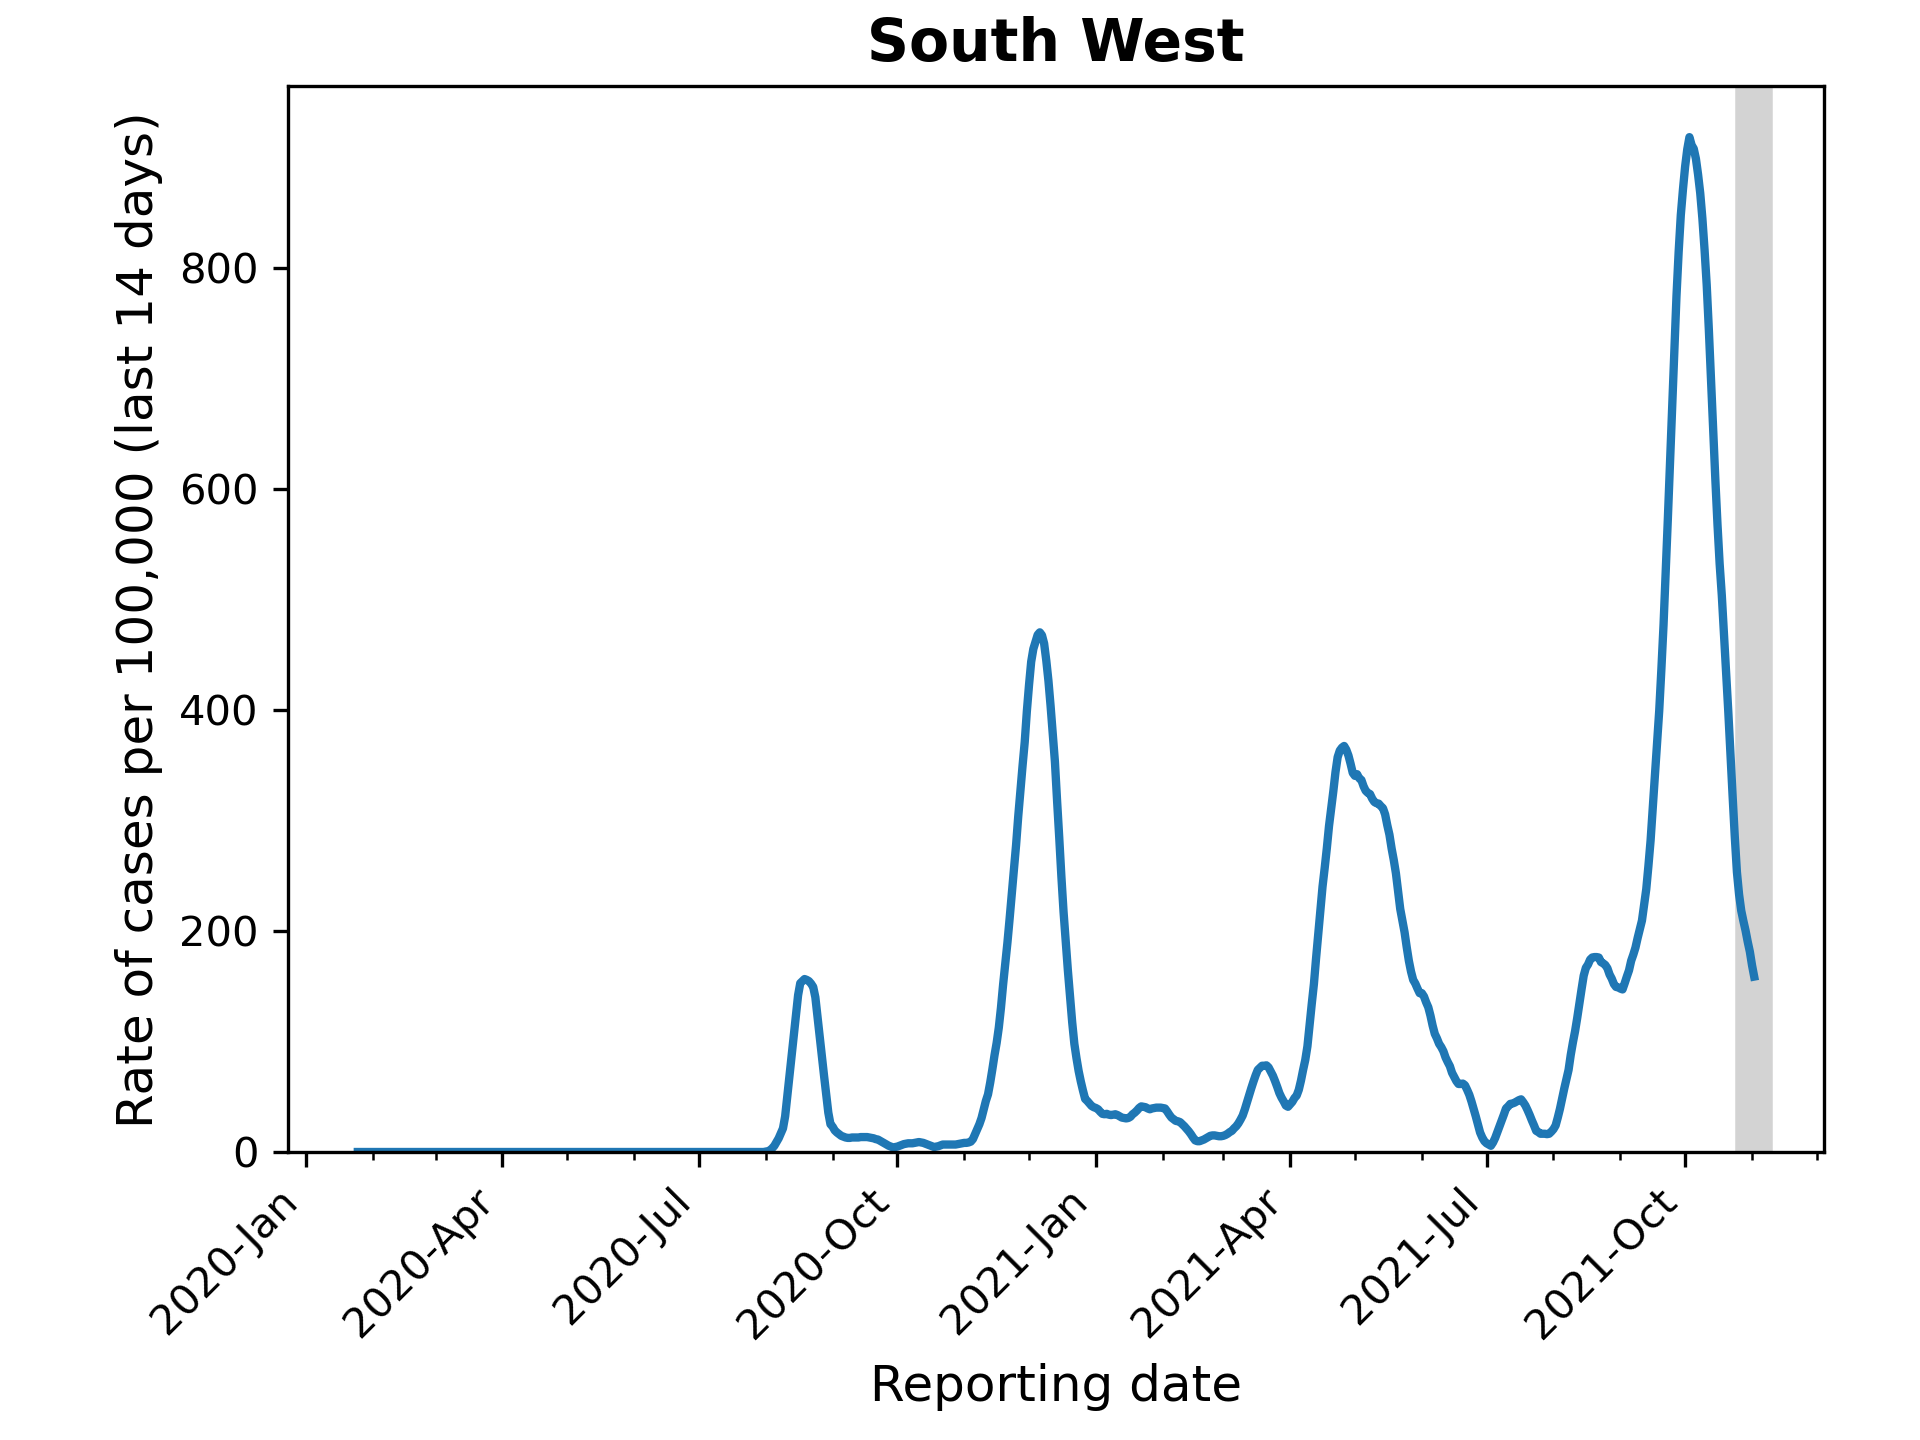 South West
Rate of cases per 100,000 (last 14 days)
800
600
400
200
0
2020-Jan
2020-Apr
2020-Jul
2020-Oct
2021-Jan
2021-Apr
2021-Jul
2021-Oct
Reporting date